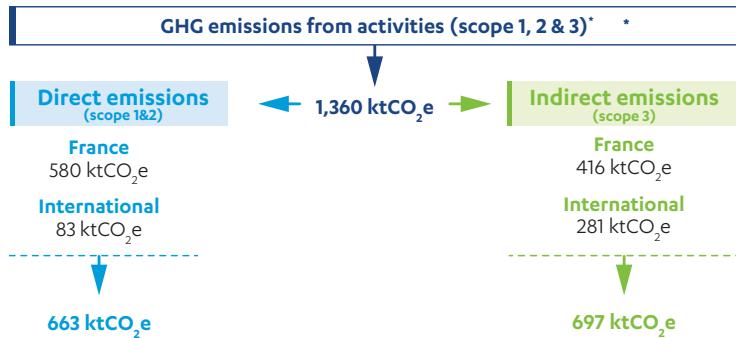 GHG emissions from activities (scope 1, 2 & 3)* *
1,360 ktCO₂e
Direct emissions
(scope 1&2)
France
580 ktCO₂e
International
83 ktCO₂e
663 ktCO₂e
Indirect emissions
(scope 3)
France
416 ktCO₂e
International
281 ktCO₂e
697 ktCO₂e